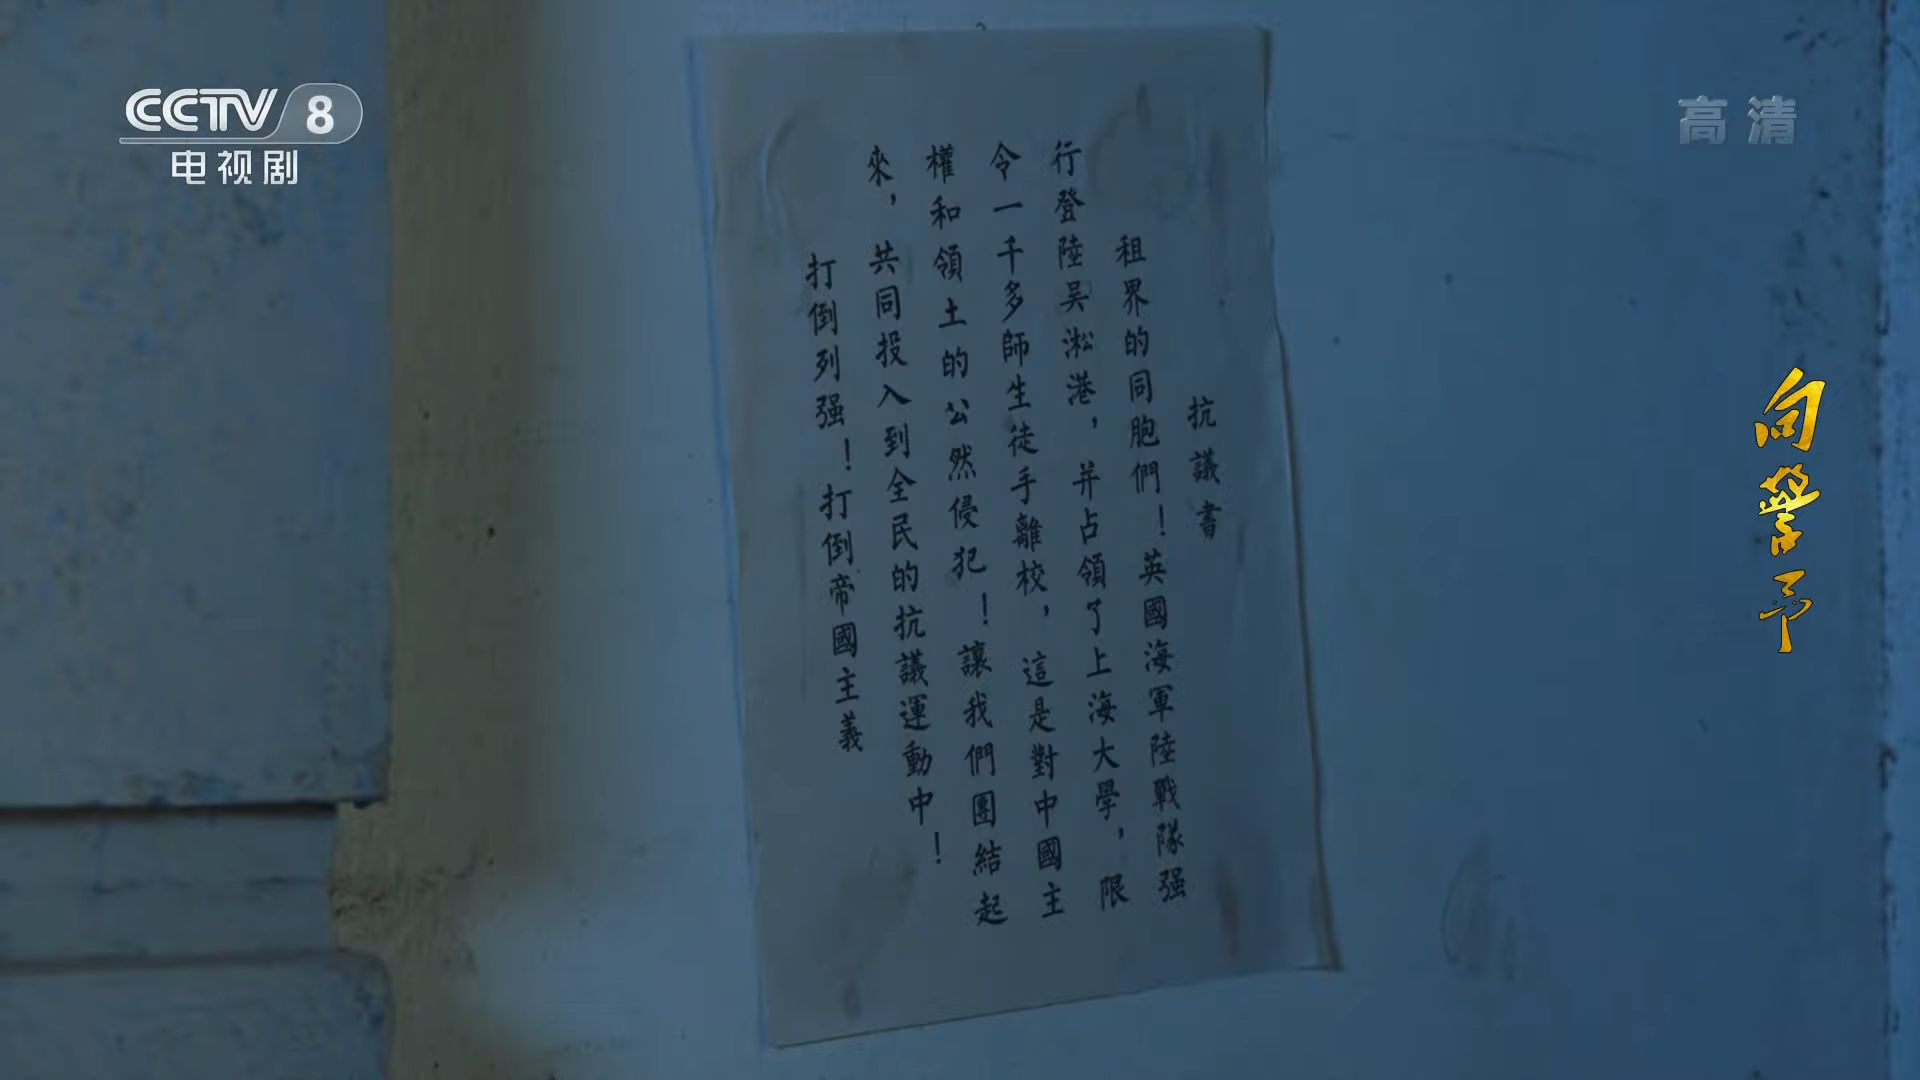 CCTV 8
电视剧
高清
向警予
抗議書
租界的同胞們！英國海軍陸戰隊强
行登陸吴淞港，并占領了上海大學，限
令一千多師生徒手離校，這是對中國主
權和領土的公然侵犯！讓我們團結起
來，共同投入到全民的抗議運動中！
打倒列强！打倒帝國主義